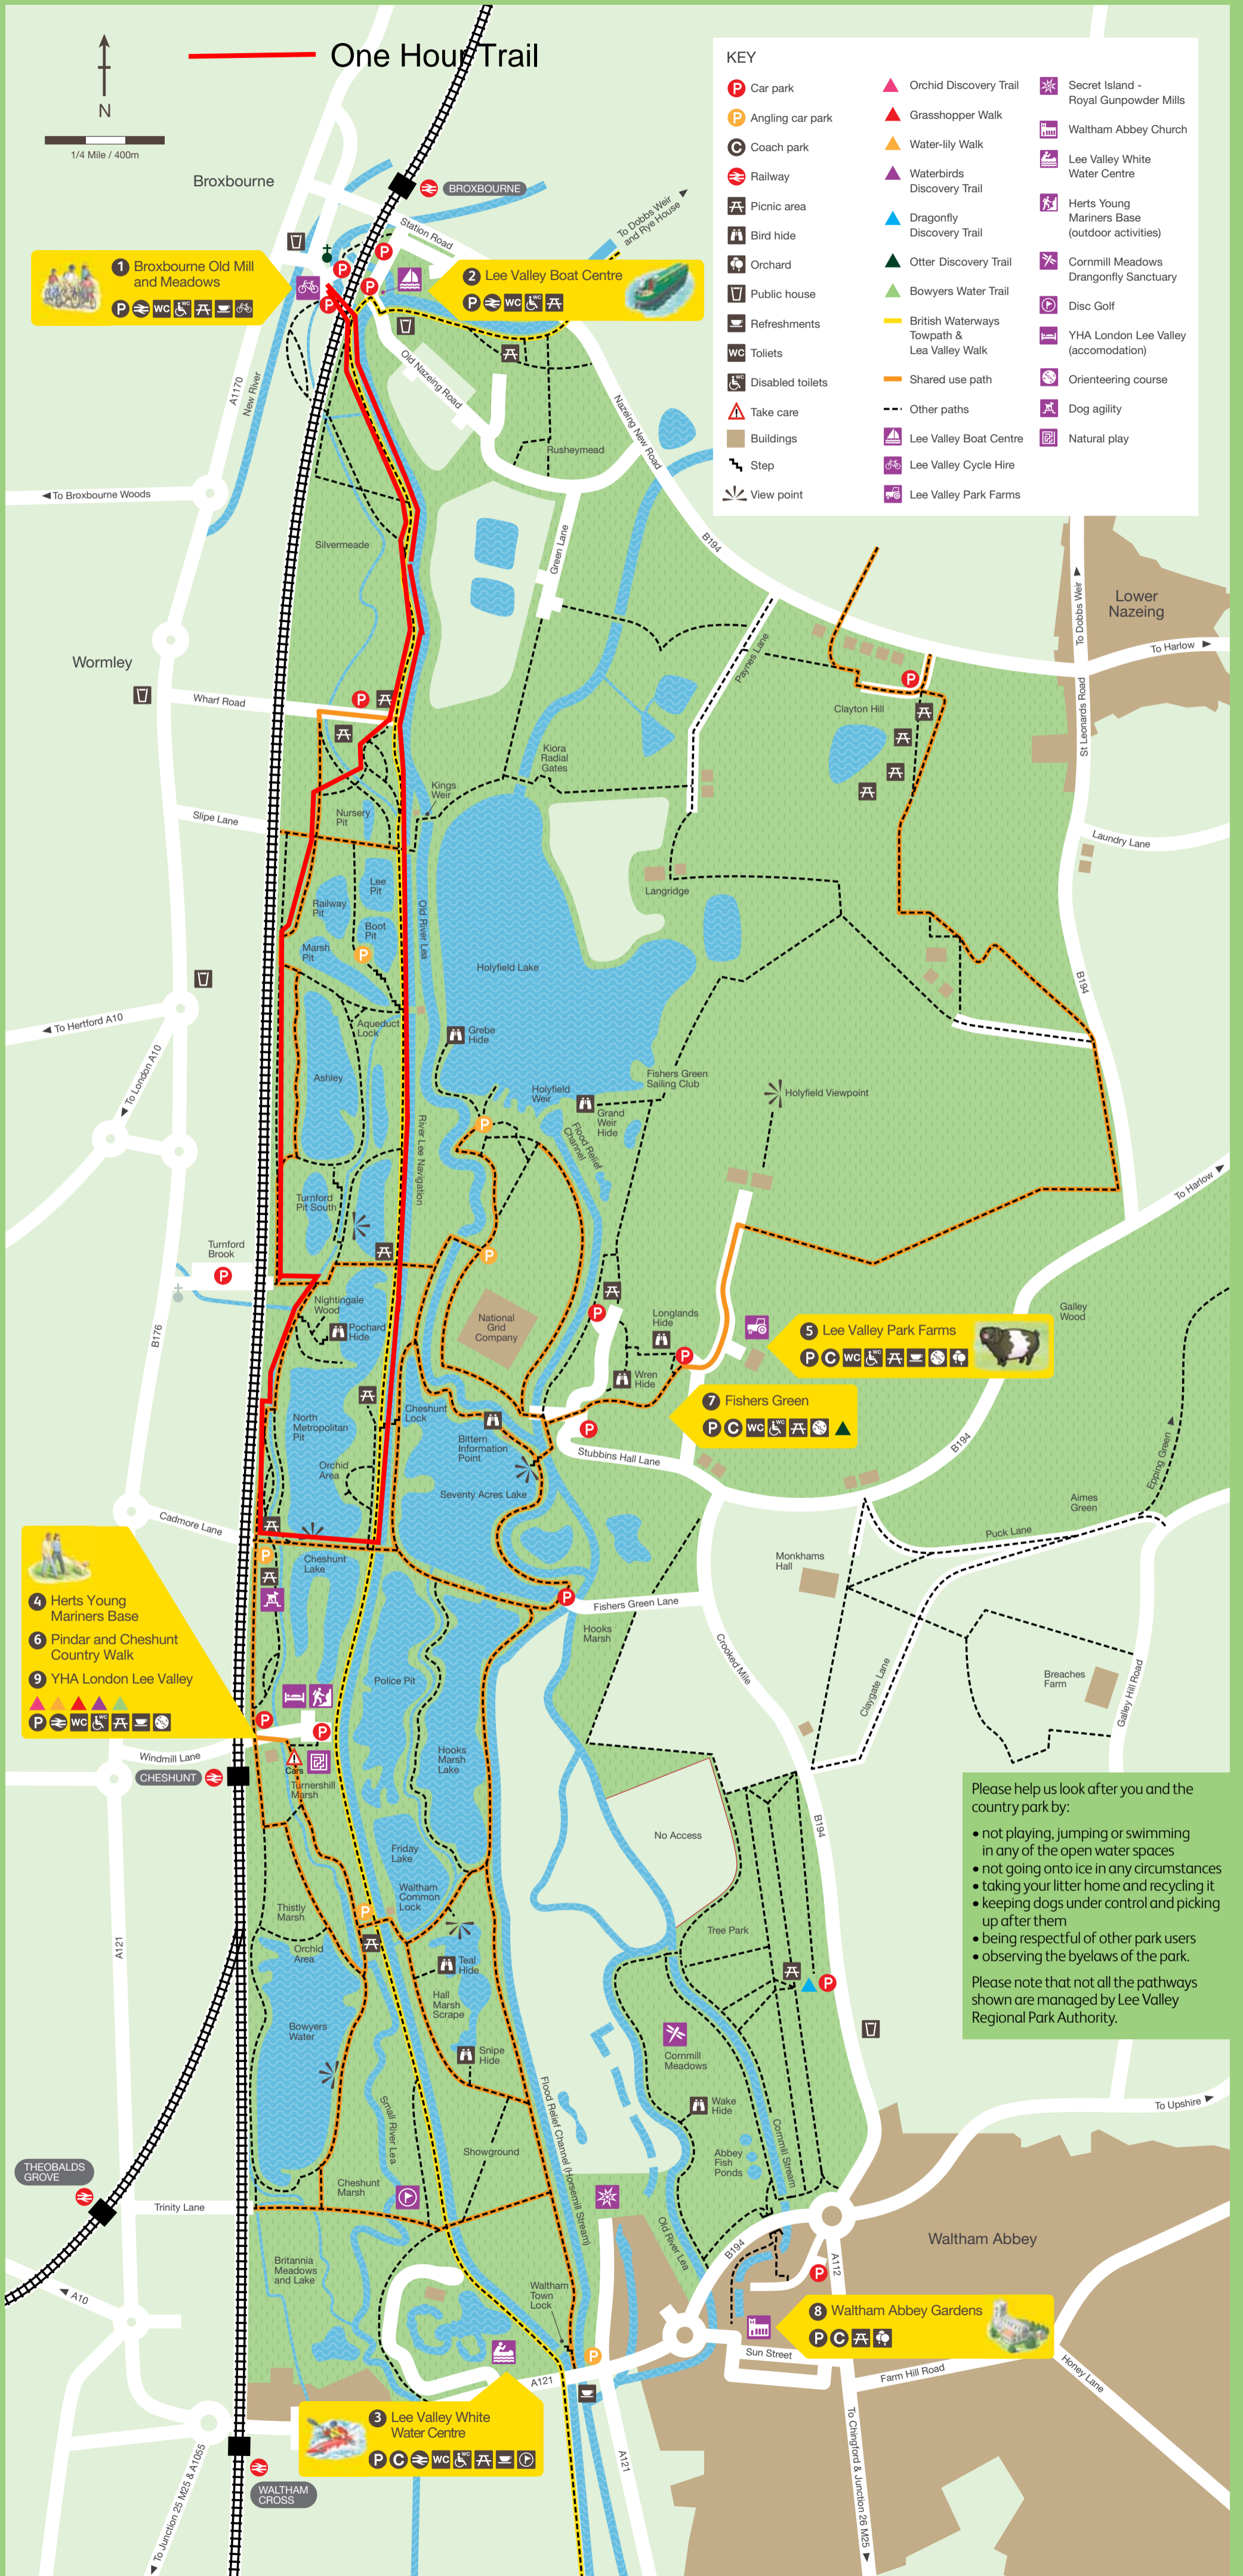 One Hour Trail
N
1/4 Mile / 400m
KEY
Car park
Angling car park
Coach park
Railway
Picnic area
Bird hide
Orchard
Public house
Refreshments
Toliets
Disabled toilets
Take care
Buildings
Step
View point
Orchid Discovery Trail
Grasshopper Walk
Water-lily Walk
Waterbirds
Discovery Trail
Dragonfly
Discovery Trail
Otter Discovery Trail
Bowyers Water Trail
British Waterways
Towpath &
Lea Valley Walk
Shared use path
Other paths
Lee Valley Boat Centre
Lee Valley Cycle Hire
Lee Valley Park Farms
Secret Island -
Royal Gunpowder Mills
Waltham Abbey Church
Lee Valley White
Water Centre
Herts Young
Mariners Base
(outdoor activities)
Cornmill Meadows
Drangonfly Sanctuary
Disc Golf
YHA London Lee Valley
(accomodation)
Orienteering course
Dog agility
Natural play
Broxbourne
BROXBOURNE
Station Road
To Dobbs Weir
and Rye House
1 Broxbourne Old Mill
and Meadows
2 Lee Valley Boat Centre
A1170
New River
Old Nazeing Road
Nazeing New Road
Rusheymead
To Broxbourne Woods
Silvermeade
Green Lane
B194
Lower
Nazeing
To Dobbs Weir
To Harlow
Wormley
Wharf Road
Paynes Lane
Clayton Hill
St Leonards Road
Kiora
Radial
Gates
Kings
Weir
Nursery
Pit
Slipe Lane
Laundry Lane
Lee
Pit
Railway
Pit
Boot
Pit
Marsh
Pit
Old River Lea
Langridge
Holyfield Lake
B194
To Hertford A10
To London A10
Aqueduct
Lock
Grebe
Hide
Ashley
Fishers Green
Sailing Club
Holyfield
Weir
Grand
Weir
Hide
Holyfield Viewpoint
Flood Relief
Channel
River Lee Navigation
Turnford
Pit South
Turnford
Brook
To Harlow
Nightingale
Wood
Pochard
Hide
National
Grid
Company
Longlands
Hide
Galley
Wood
5 Lee Valley Park Farms
B176
Wren
Hide
7 Fishers Green
North
Metropolitan
Pit
Cheshunt
Lock
Bittern
Information
Point
Stubbins Hall Lane
B194
Epping Green
Orchid
Area
Seventy Acres Lake
Aimes
Green
Cadmore Lane
Puck Lane
Cheshunt
Lake
Monkhams
Hall
4 Herts Young
Mariners Base
6 Pindar and Cheshunt
Country Walk
9 YHA London Lee Valley
Fishers Green Lane
Hooks
Marsh
Crooked Mile
Claygate Lane
Breaches
Farm
Galley Hill Road
Police Pit
Windmill Lane
CHESHUNT
Cars
Turnershill
Marsh
Hooks
Marsh
Lake
Please help us look after you and the
country park by:
• not playing, jumping or swimming
in any of the open water spaces
• not going onto ice in any circumstances
• taking your litter home and recycling it
• keeping dogs under control and picking
up after them
• being respectful of other park users
• observing the byelaws of the park.
Please note that not all the pathways
shown are managed by Lee Valley
Regional Park Authority.
No Access
B194
Friday
Lake
Waltham
Common
Lock
Thistly
Marsh
A121
Orchid
Area
Tree Park
Teal
Hide
Hall
Marsh
Scrape
Bowyers
Water
Snipe
Hide
Cornmill
Meadows
Wake
Hide
To Upshire
Small River Lea
Flood Relief Channel (Horsemill Stream)
Cornmill Stream
Showground
Abbey
Fish
Ponds
THEOBALDS
GROVE
Cheshunt
Marsh
Trinity Lane
Old River Lea
Waltham Abbey
B194
A112
Britannia
Meadows
and Lake
A10
Waltham
Town
Lock
8 Waltham Abbey Gardens
Sun Street
Farm Hill Road
Honey Lane
A121
3 Lee Valley White
Water Centre
A121
To Chingford & Junction 26 M25
WALTHAM
CROSS
To Junction 25 M25 & A1055